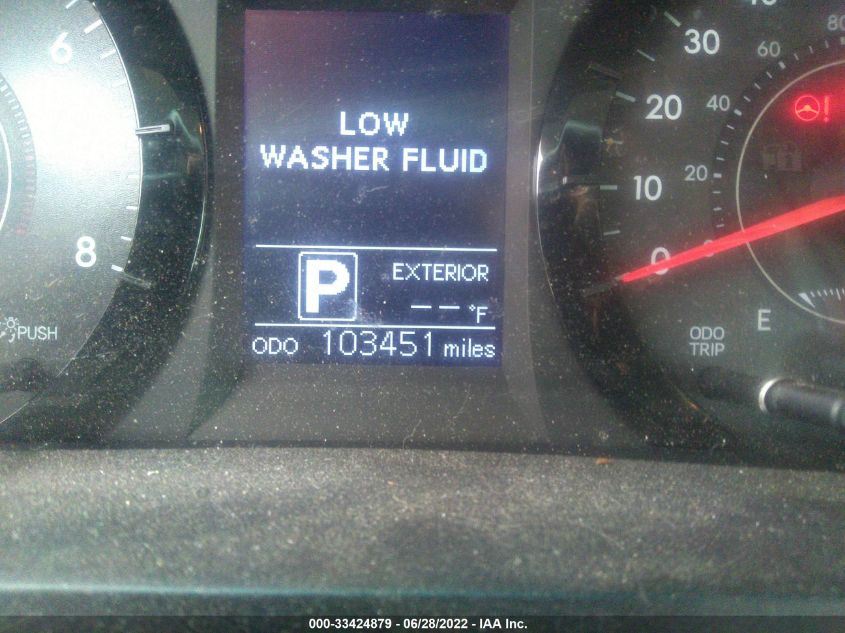 LOW
WASHER FLUID
P EXTERIOR
-- °F
ODO 103451 miles
6
8
PUSH
30
20
10
0
80
60
40
20
!
E
ODO
TRIP
000-33424879 - 06/28/2022 - IAA Inc.